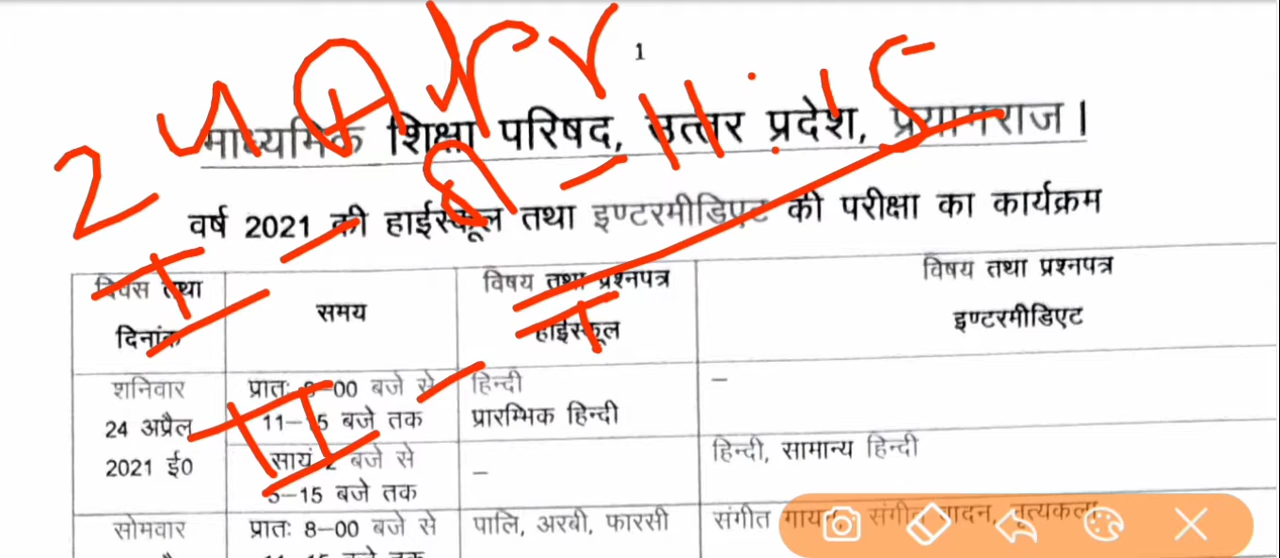 1
माध्यमिक शिक्षा परिषद, उत्तर प्रदेश, प्रयागराज।
वर्ष 2021 की हाईस्कूल तथा इण्टरमीडिएट की परीक्षा का कार्यक्रम
दिवस तथा दिनांक
समय
विषय तथा प्रश्नपत्र हाईस्कूल
विषय तथा प्रश्नपत्र इण्टरमीडिएट
शनिवार
24 अप्रैल
2021 ई0
प्रातः 8–00 बजे से
11–15 बजे तक
हिन्दी
प्रारम्भिक हिन्दी
–
सायं 2 बजे से
5–15 बजे तक
–
हिन्दी, सामान्य हिन्दी
सोमवार
प्रातः 8–00 बजे से
पालि, अरबी, फारसी
संगीत गायन, संगीत वादन, नृत्यकला